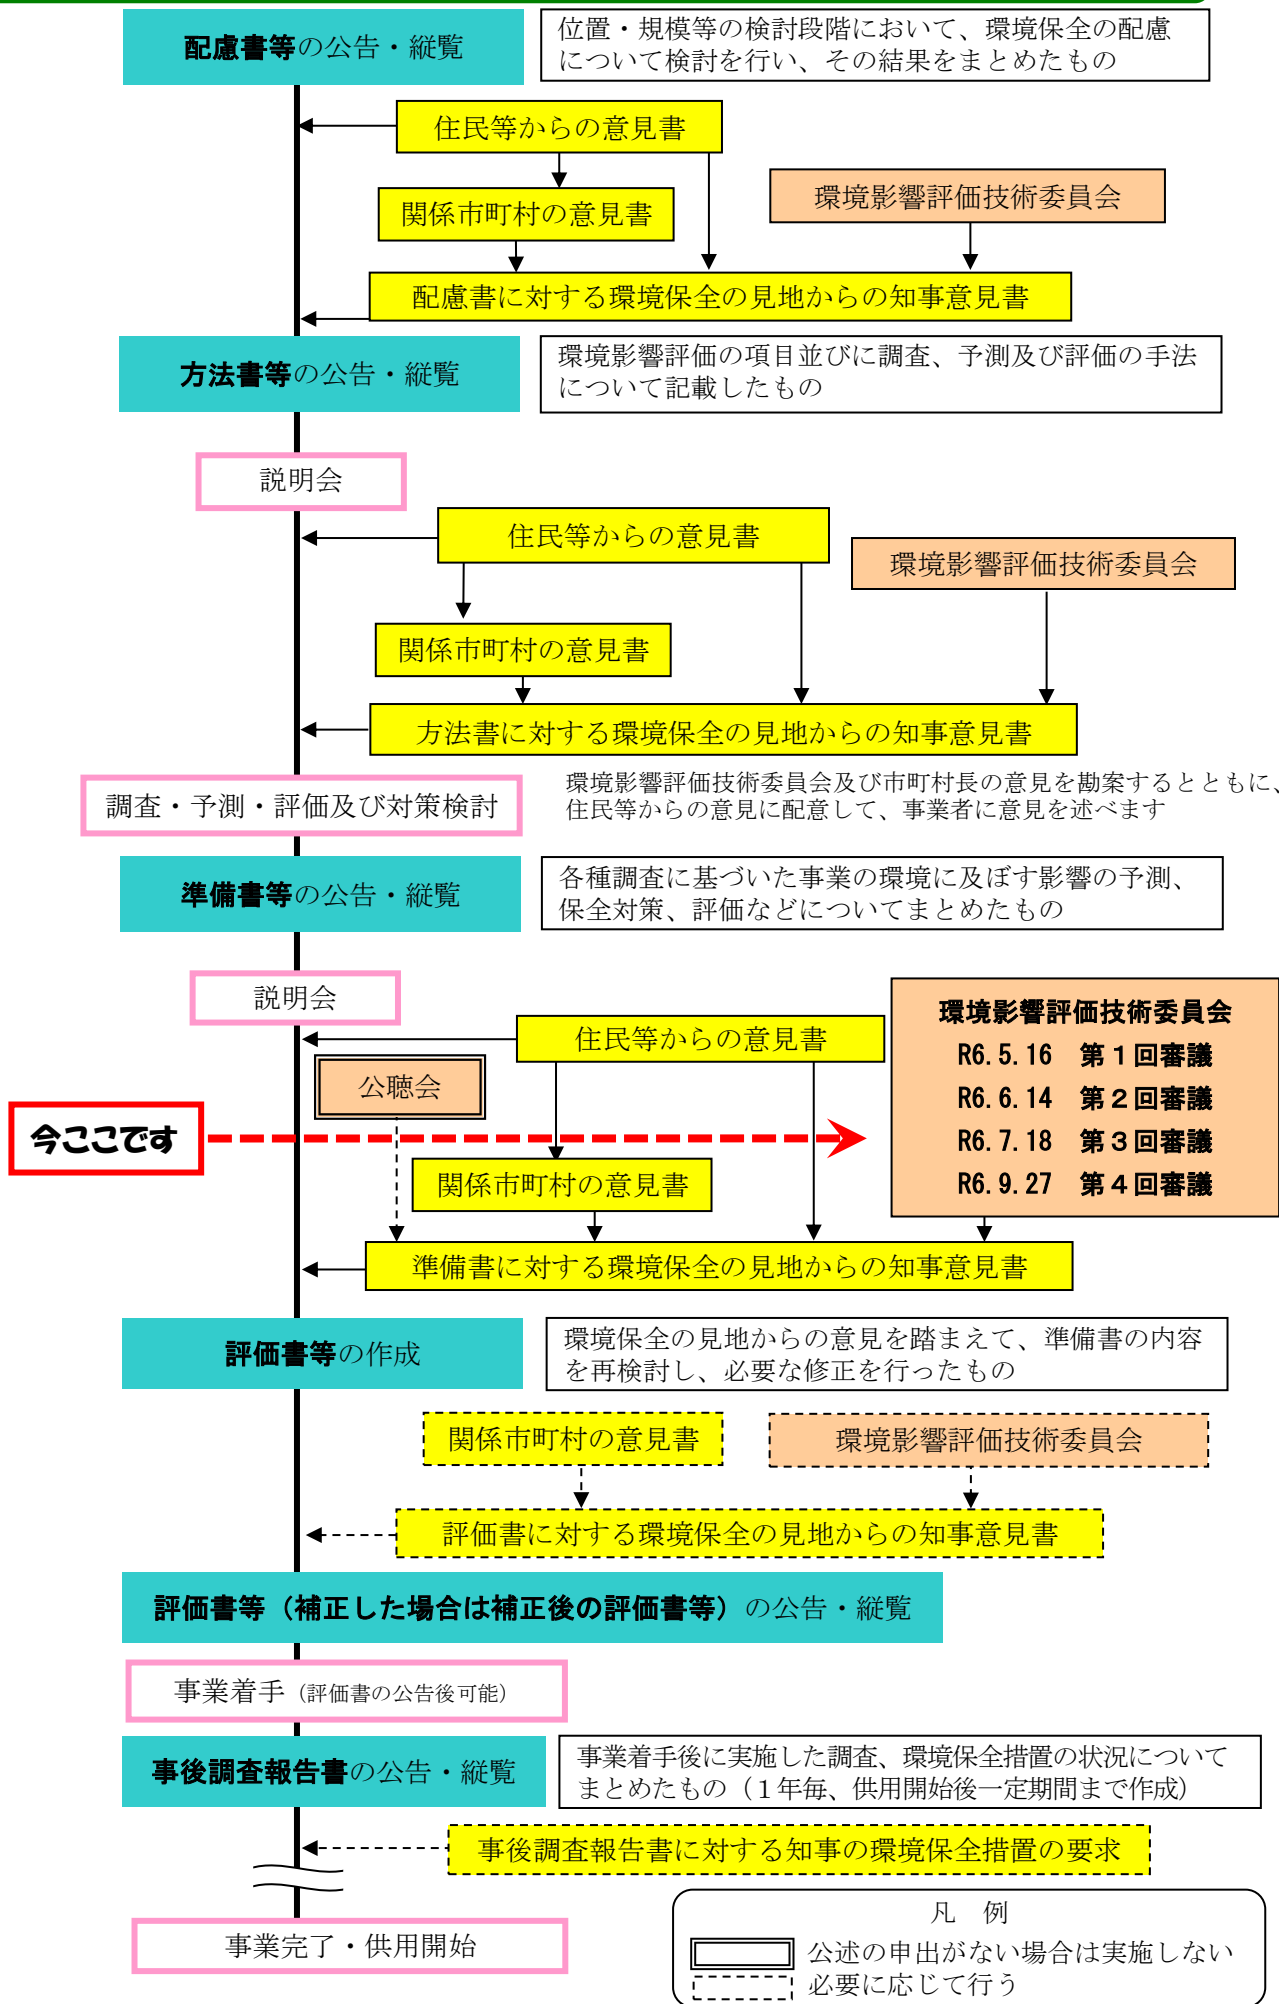 配慮書等の公告・縦覧
位置・規模等の検討段階において、環境保全の配慮
について検討を行い、その結果をまとめたもの
住民等からの意見書
関係市町村の意見書
環境影響評価技術委員会
配慮書に対する環境保全の見地からの知事意見書
方法書等の公告・縦覧
環境影響評価の項目並びに調査、予測及び評価の手法
について記載したもの
説明会
住民等からの意見書
環境影響評価技術委員会
関係市町村の意見書
方法書に対する環境保全の見地からの知事意見書
調査・予測・評価及び対策検討
環境影響評価技術委員会及び市町村長の意見を勘案するとともに、
住民等からの意見に配意して、事業者に意見を述べます
準備書等の公告・縦覧
各種調査に基づいた事業の環境に及ぼす影響の予測、
保全対策、評価などについてまとめたもの
説明会
住民等からの意見書
公聴会
環境影響評価技術委員会
R6.5.16 第１回審議
R6.6.14 第２回審議
R6.7.18 第３回審議
R6.9.27 第４回審議
今ここです
関係市町村の意見書
準備書に対する環境保全の見地からの知事意見書
評価書等の作成
環境保全の見地からの意見を踏まえて、準備書の内容
を再検討し、必要な修正を行ったもの
関係市町村の意見書
環境影響評価技術委員会
評価書に対する環境保全の見地からの知事意見書
評価書等（補正した場合は補正後の評価書等）の公告・縦覧
事業着手（評価書の公告後可能）
事後調査報告書の公告・縦覧
事業着手後に実施した調査、環境保全措置の状況について
まとめたもの（１年毎、供用開始後一定期間まで作成）
事後調査報告書に対する知事の環境保全措置の要求
事業完了・供用開始
凡　例
公述の申出がない場合は実施しない
必要に応じて行う